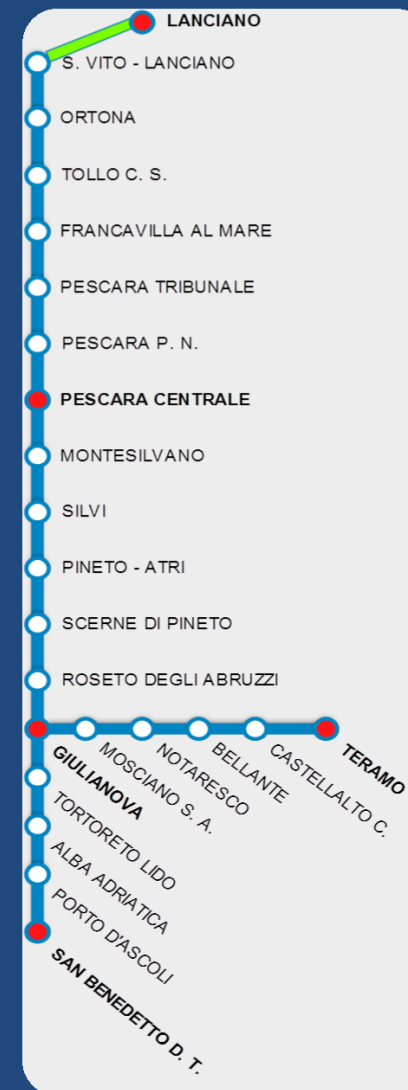 LANCIANO
S. VITO - LANCIANO
ORTONA
TOLLO C. S.
FRANCAVILLA AL MARE
PESCARA TRIBUNALE
PESCARA P. N.
PESCARA CENTRALE
MONTESILVANO
SILVI
PINETO - ATRI
SCERNE DI PINETO
ROSETO DEGLI ABRUZZI
GIULIANOVA
MOSCIANO S. A.
NOTARESCO
BELLANTE
CASTELLALTO C.
TERAMO
TORTORETO LIDO
ALBA ADRIATICA
PORTO D'ASCOLI
SAN BENEDETTO D. T.